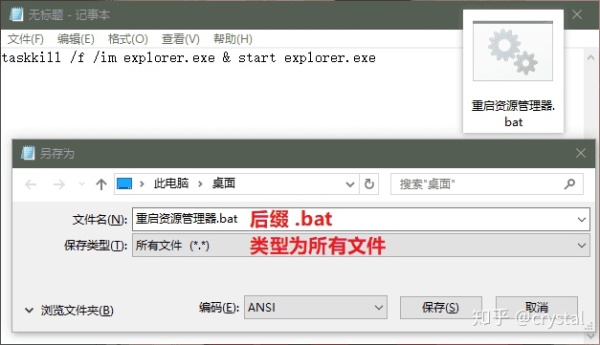 无标题 - 记事本
文件(F) 编辑(E) 格式(O) 查看(V) 帮助(H)
taskkill /f /im explorer.exe & start explorer.exe
重启资源管理器.
bat
另存为
此电脑 > 桌面
搜索"桌面"
文件名(N): 重启资源管理器.bat 后缀 .bat
保存类型(T): 所有文件 (*.*) 类型为所有文件
浏览文件夹(B)
编码(E): ANSI
保存(S)
取消
知乎 @crystal